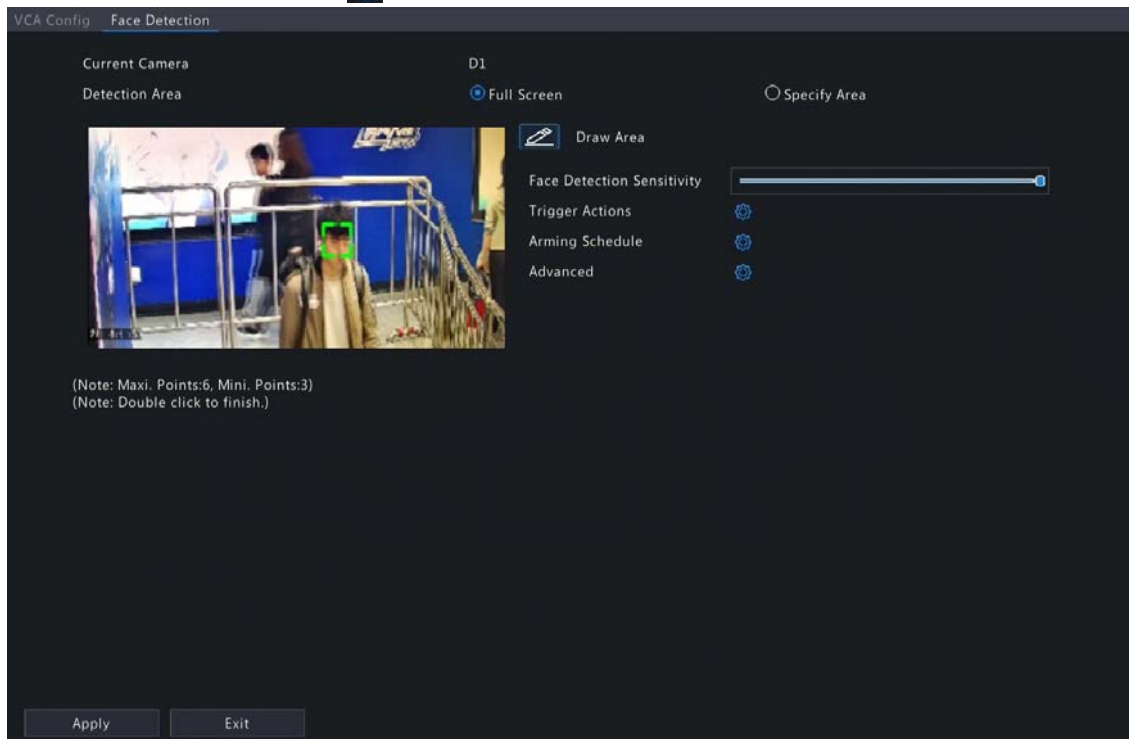 VCA Config Face Detection
Current Camera D1
Detection Area Full Screen Specify Area
Draw Area
Face Detection Sensitivity
Trigger Actions
Arming Schedule
Advanced
(Note: Maxi. Points:6, Mini. Points:3)
(Note: Double click to finish.)
Apply Exit